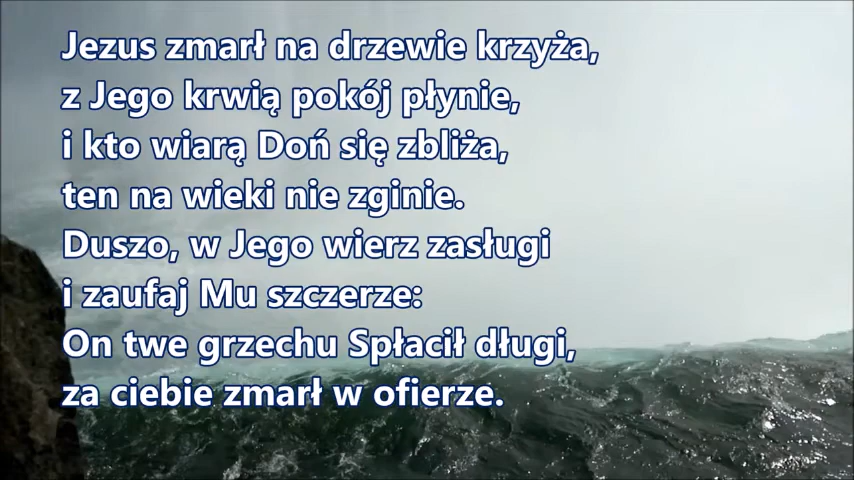 Jezus zmarł na drzewie krzyża,
z Jego krwią pokój płynie,
i kto wiarą Doń się zbliża,
ten na wieki nie zginie.
Duszo, w Jego wierz zasługi
i zaufaj Mu szczerze:
On twe grzechu Spłacił długi,
za ciebie zmarł w ofierze.